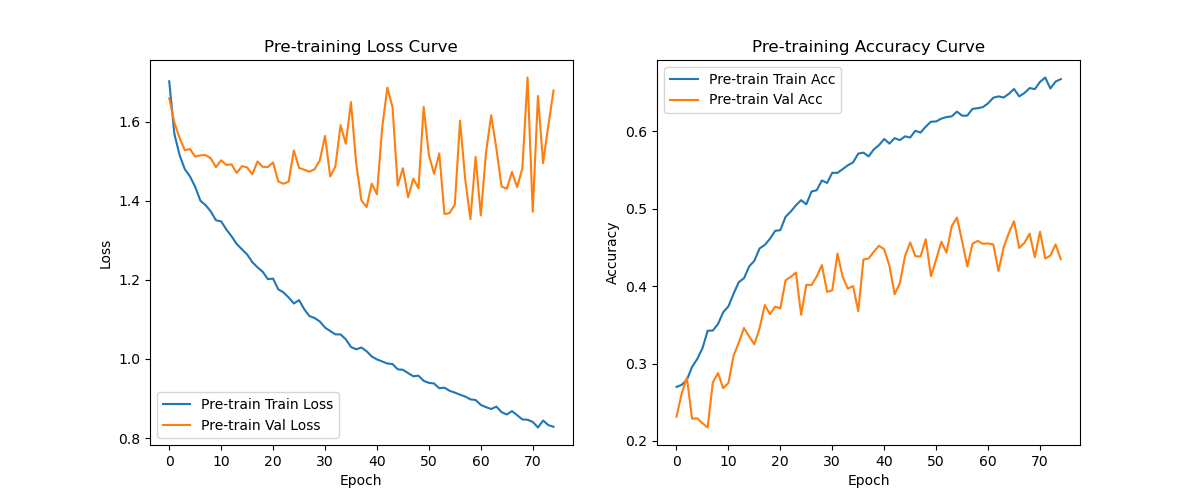 Pre-training Loss Curve
1.6
1.4
1.2
1.0
0.8
Loss
Pre-train Train Loss
Pre-train Val Loss
0 10 20 30 40 50 60 70
Epoch
Pre-training Accuracy Curve
Pre-train Train Acc
Pre-train Val Acc
0.6
0.5
0.4
0.3
0.2
Accuracy
0 10 20 30 40 50 60 70
Epoch